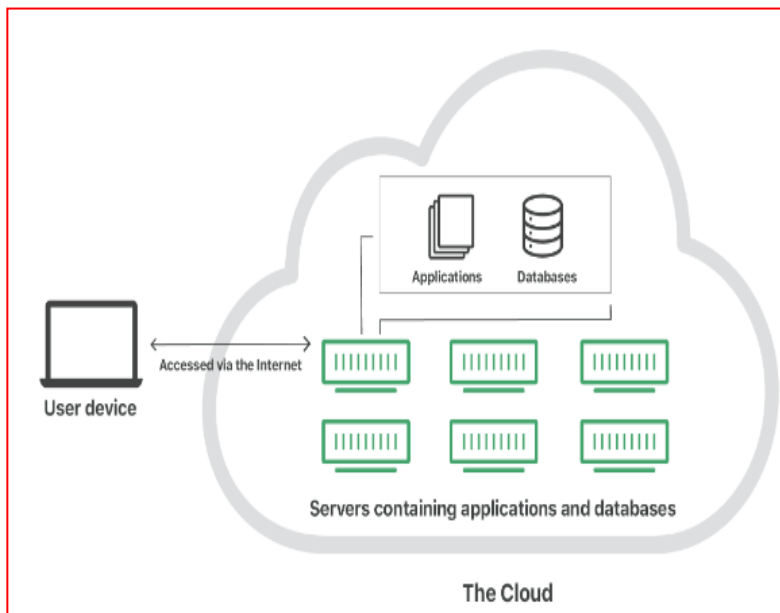 Applications Databases
Accessed via the Internet
User device
Servers containing applications and databases
The Cloud